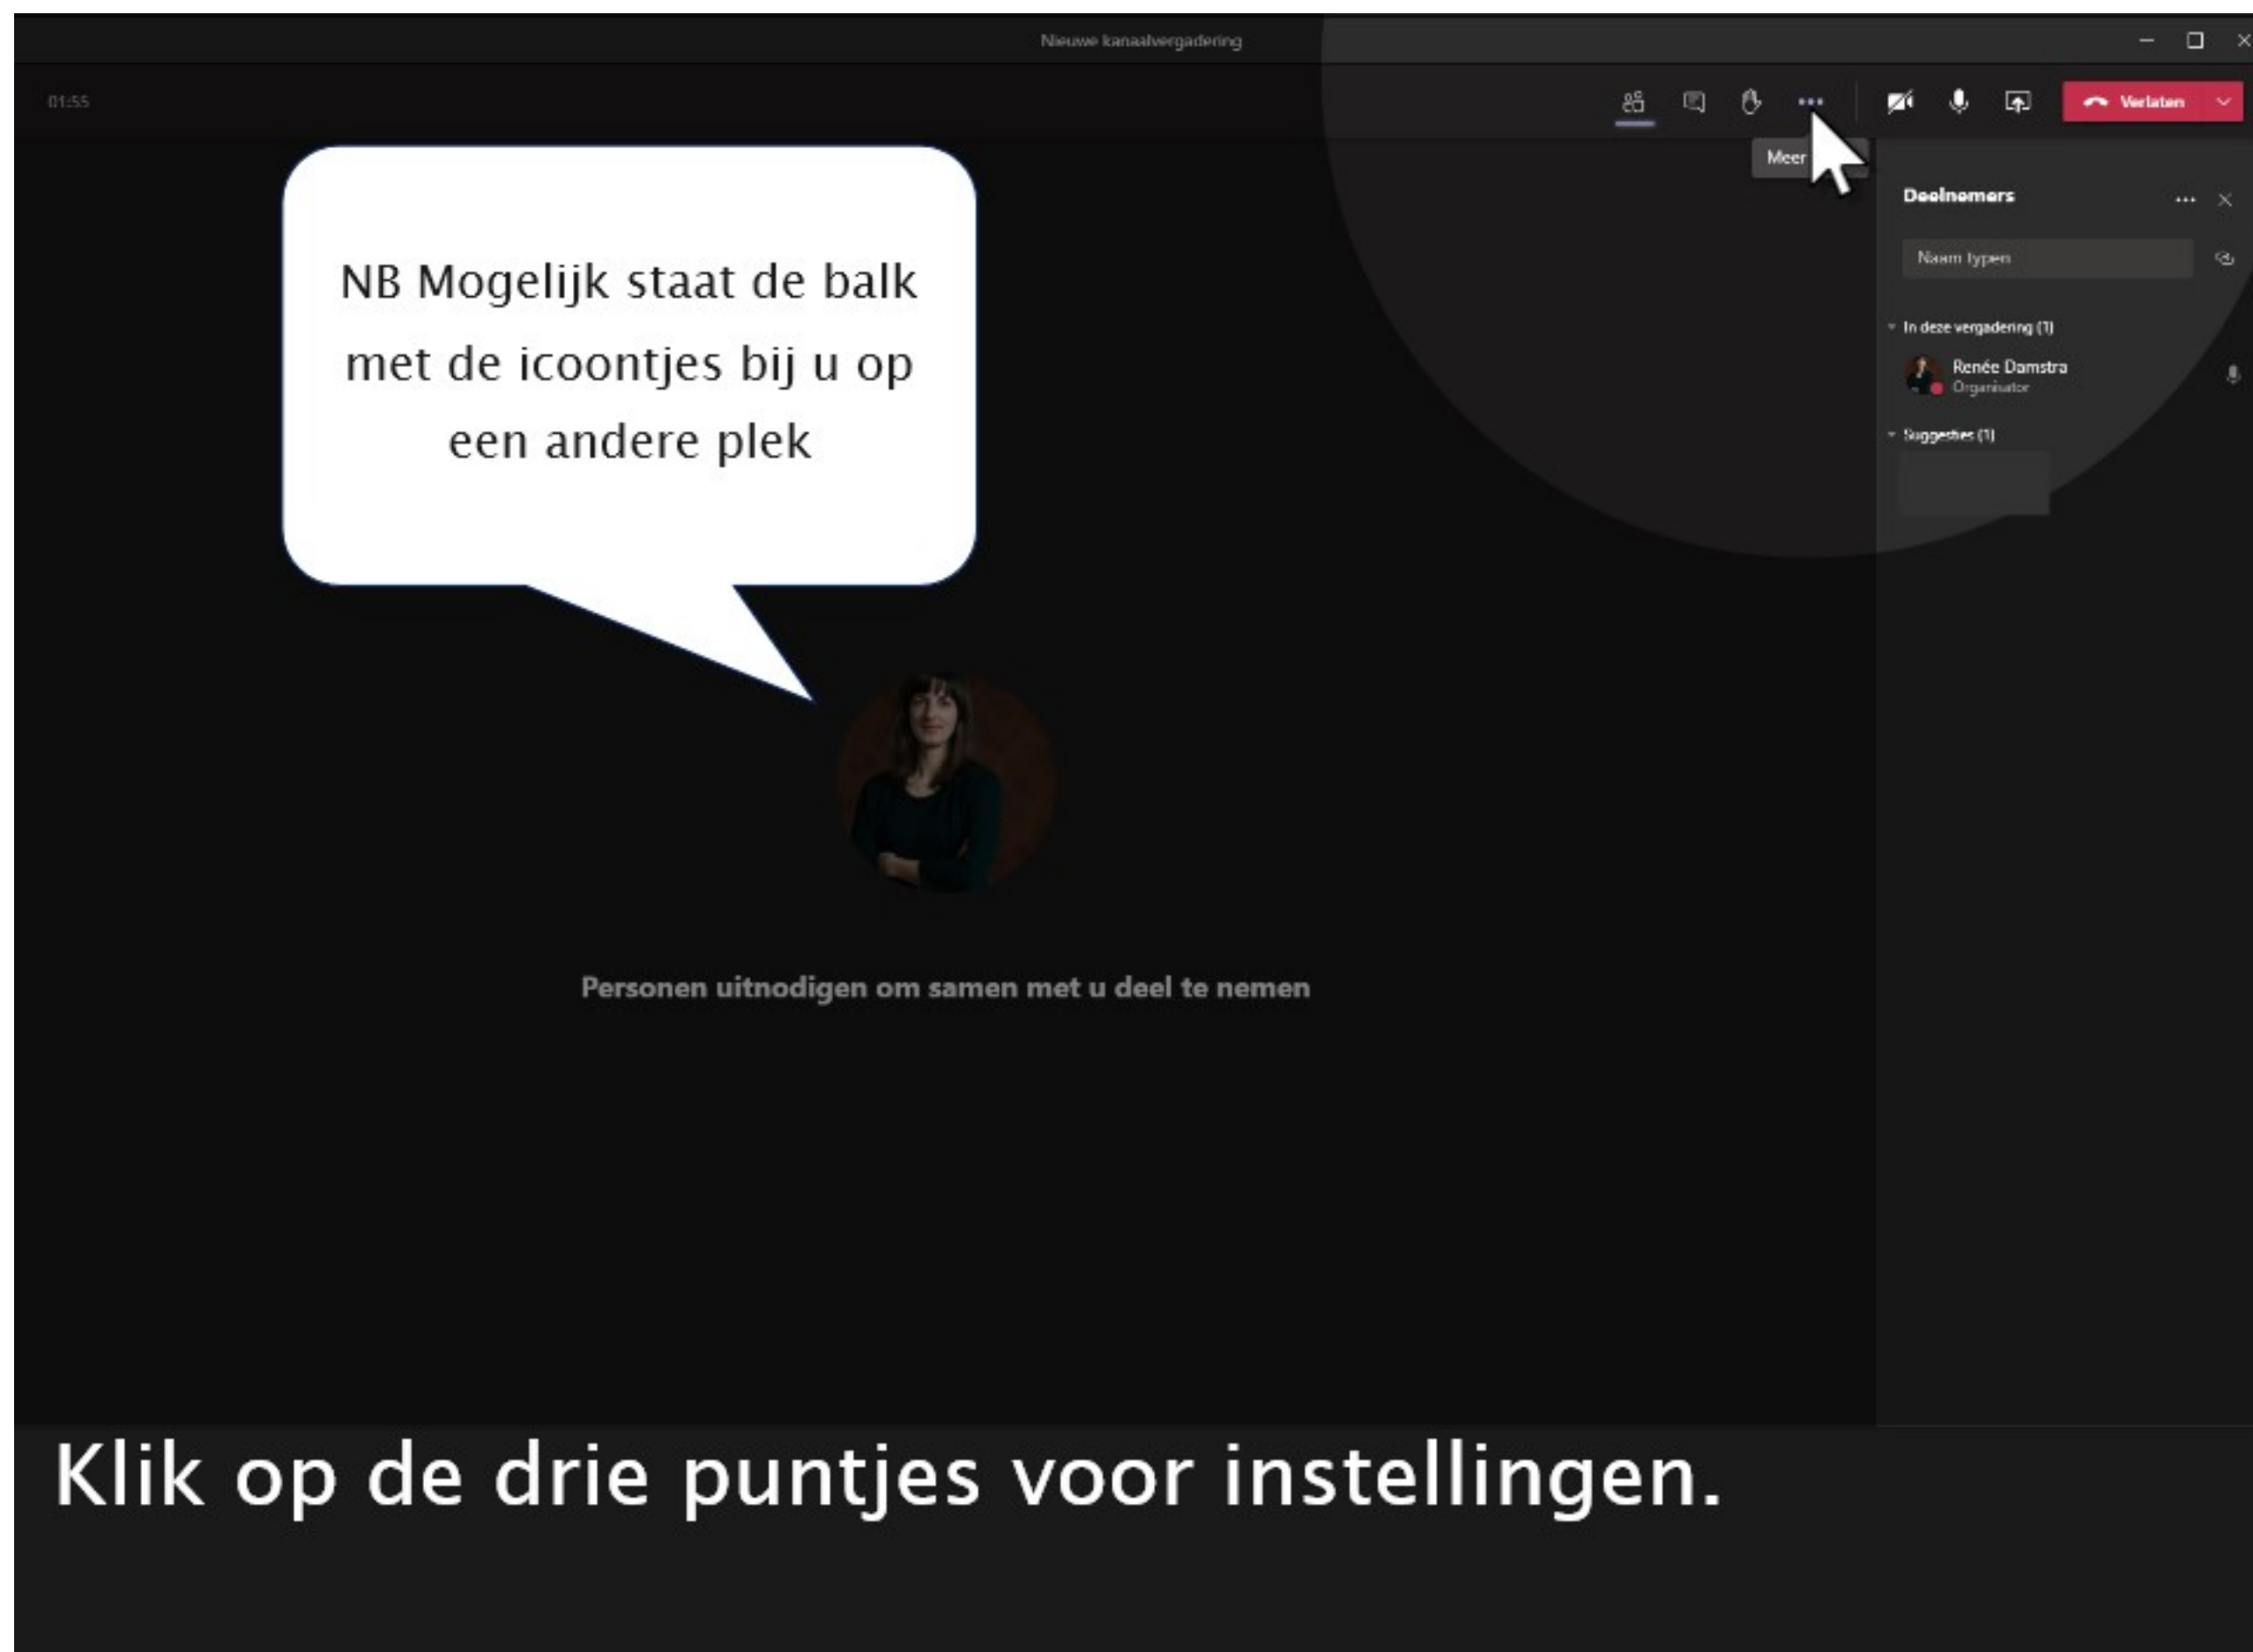 Nieuwe kanaalvergadering
01:55
Verlaten
Meer
NB Mogelijk staat de balk
met de icoontjes bij u op
een andere plek
Deelnemers
Naam typen
In deze vergadering (1)
Renée Damstra
Organisator
Suggesties (1)
Personen uitnodigen om samen met u deel te nemen
Klik op de drie puntjes voor instellingen.